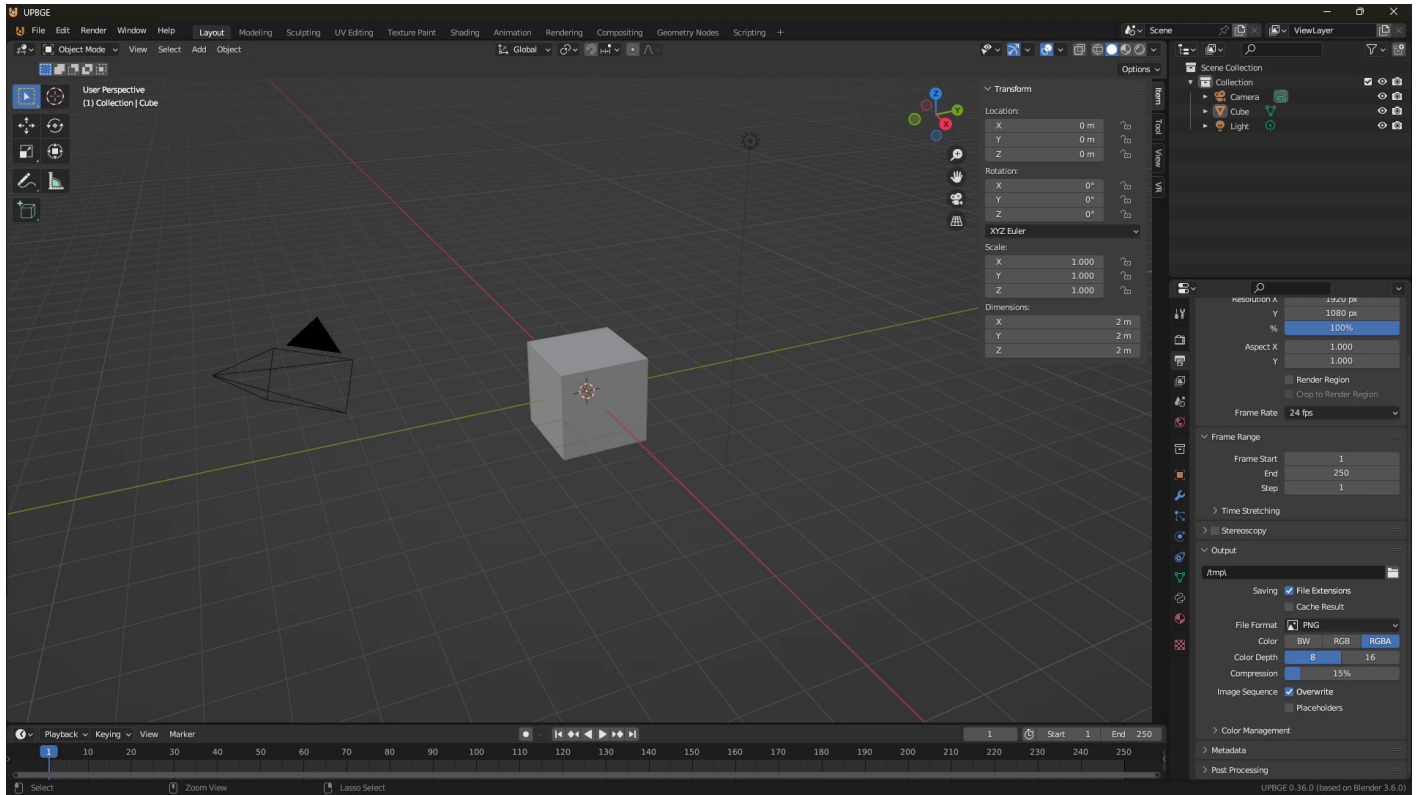 UPBGE
File Edit Render Window Help Layout Modeling Sculpting UV Editing Texture Paint Shading Animation Rendering Compositing Geometry Nodes Scripting + Scene ViewLayer
Object Mode View Select Add Object Global
Options
User Perspective
(1) Collection | Cube
Z
Y
X
Transform
Location:
X 0 m
Y 0 m
Z 0 m
Rotation:
X 0°
Y 0°
Z 0°
XYZ Euler
Scale:
X 1.000
Y 1.000
Z 1.000
Dimensions:
X 2 m
Y 2 m
Z 2 m
Item
Tool
View
VR
Scene Collection
Collection
Camera
Cube
Light
Resolution X 1920 px
Y 1080 px
% 100%
Aspect X 1.000
Y 1.000
Render Region
Crop to Render Region
Frame Rate 24 fps
Frame Range
Frame Start 1
End 250
Step 1
Time Stretching
Stereoscopy
Output
/tmp\
Saving File Extensions
Cache Result
File Format PNG
Color BW RGB RGBA
Color Depth 8 16
Compression 15%
Image Sequence Overwrite
Placeholders
Color Management
Metadata
Post Processing
Playback Keying View Marker 1 Start 1 End 250
1 10 20 30 40 50 60 70 80 90 100 110 120 130 140 150 160 170 180 190 200 210 220 230 240 250
Select Zoom View Lasso Select UPBGE 0.36.0 (based on Blender 3.6.0)